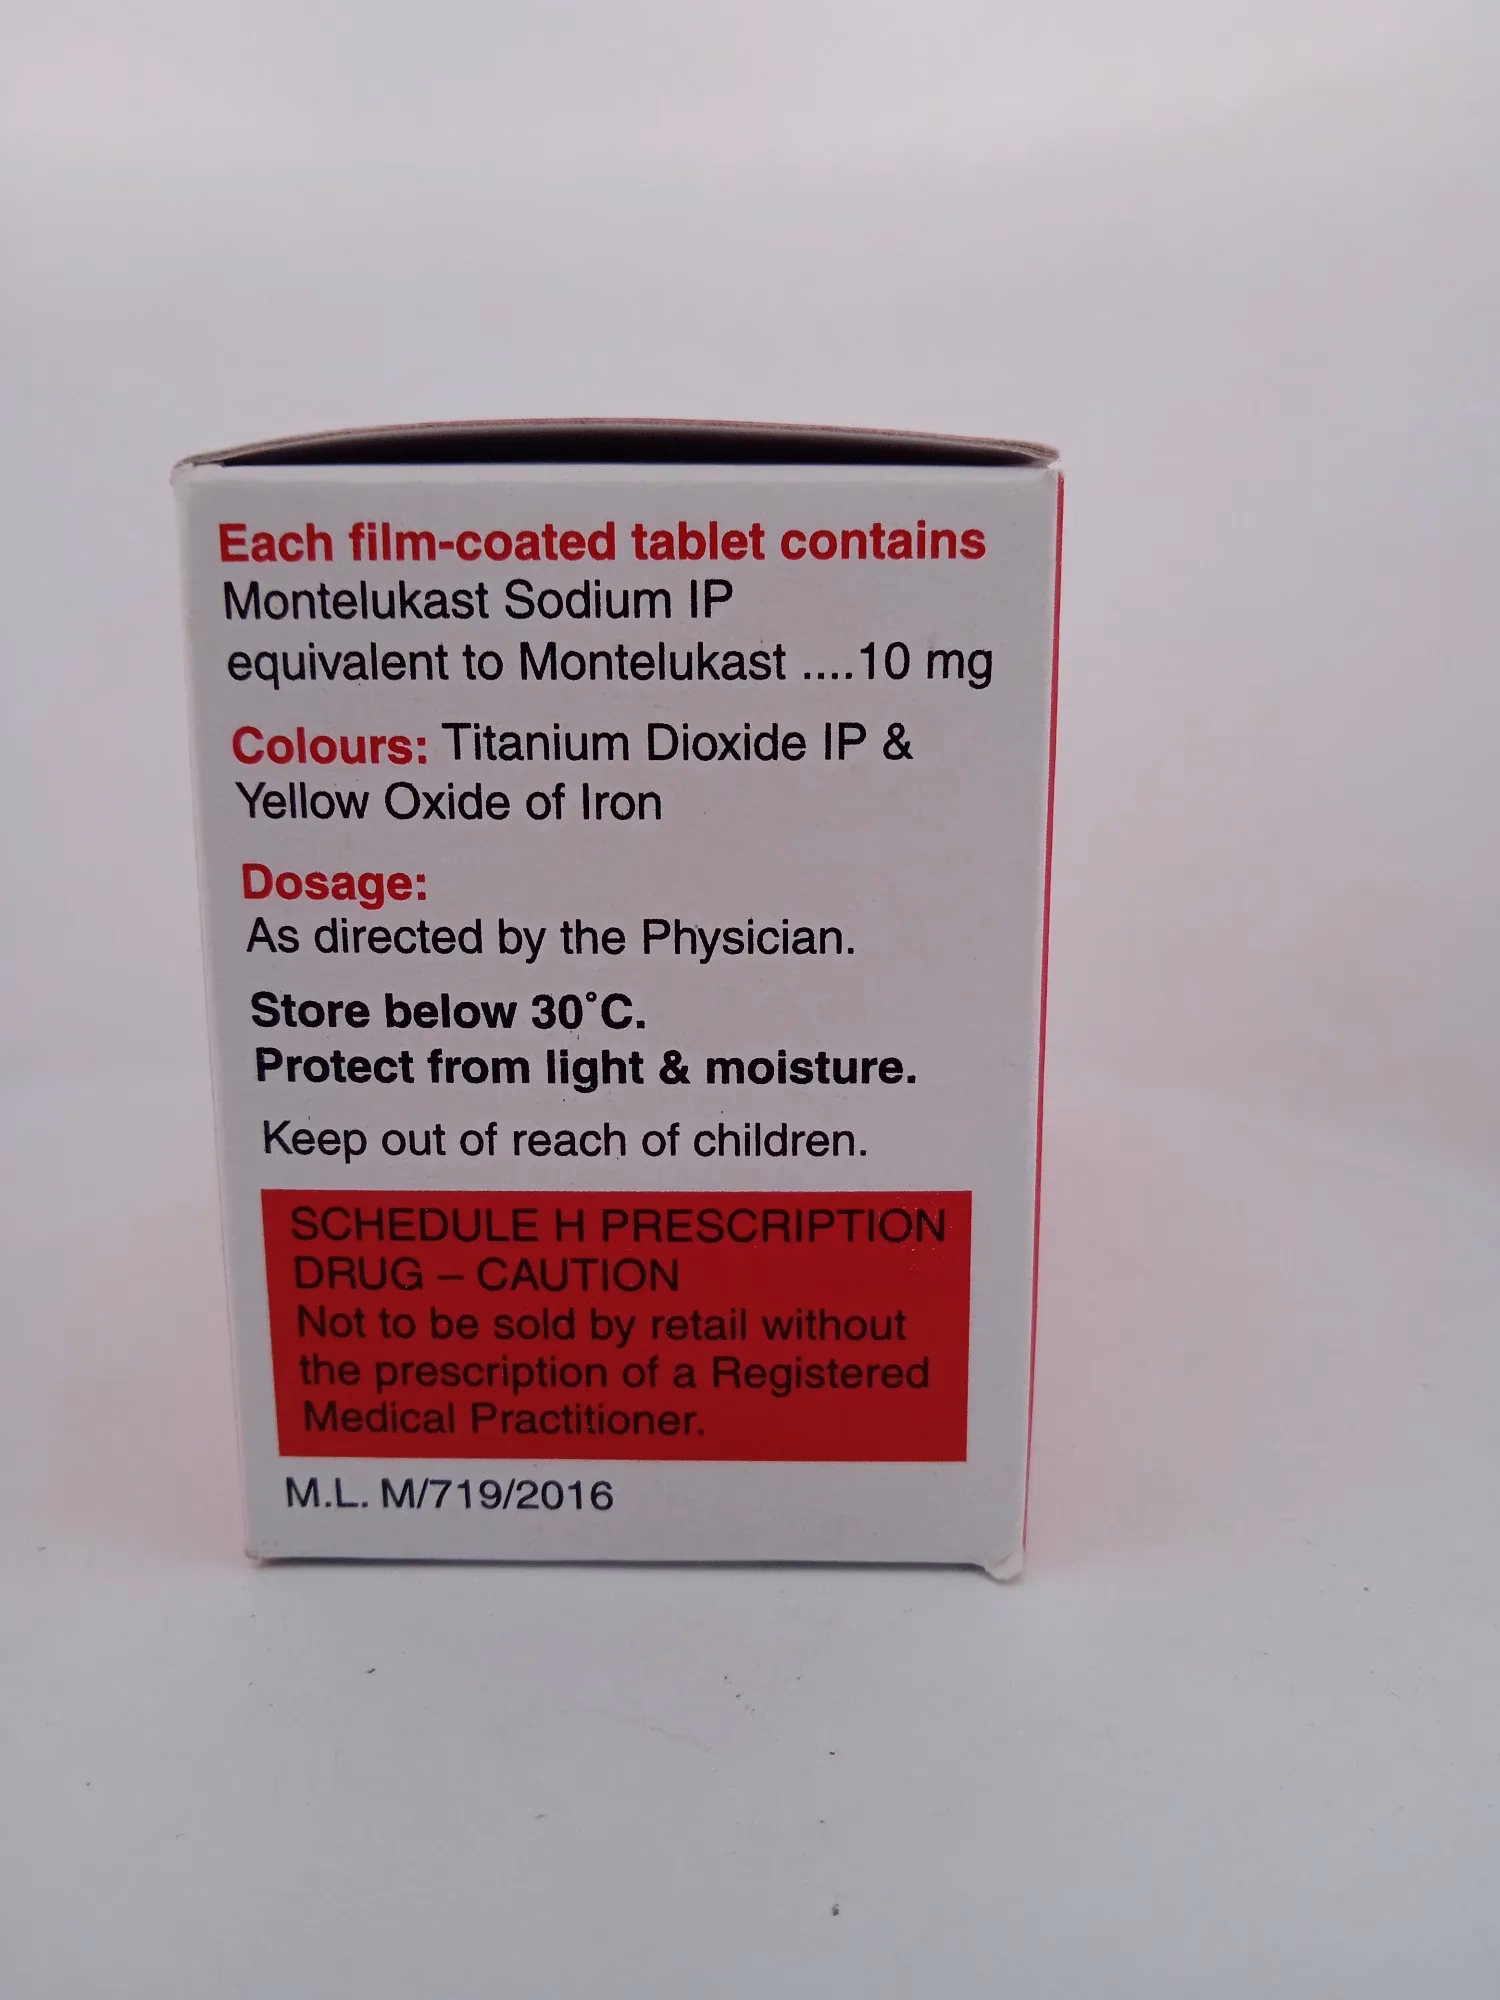 Each film-coated tablet contains
Montelukast Sodium IP
equivalent to Montelukast ....10 mg
Colours: Titanium Dioxide IP &
Yellow Oxide of Iron
Dosage:
As directed by the Physician.
Store below 30°C.
Protect from light & moisture.
Keep out of reach of children.
SCHEDULE H PRESCRIPTION
DRUG – CAUTION
Not to be sold by retail without
the prescription of a Registered
Medical Practitioner.
M.L. M/719/2016